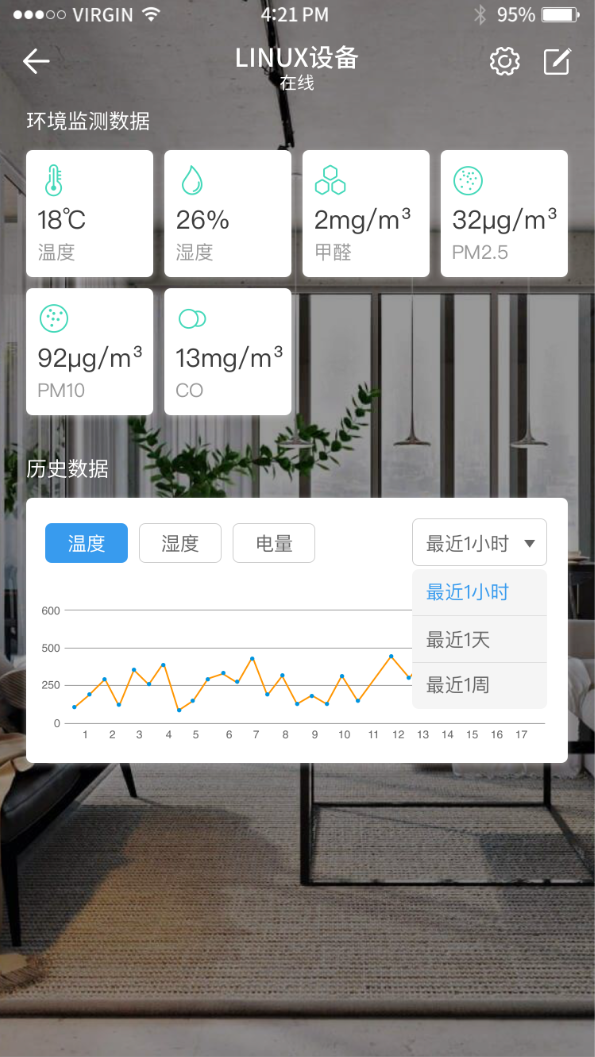 VIRGIN 4:21 PM 95%
LINUX设备
在线
环境监测数据
18℃ 26% 2mg/m³ 32μg/m³
温度 湿度 甲醛 PM2.5
92μg/m³ 13mg/m³
PM10 CO
历史数据
温度 湿度 电量 最近1小时
最近1小时
600
最近1天
500
最近1周
250
0
1 2 3 4 5 6 7 8 9 10 11 12 13 14 15 16 17